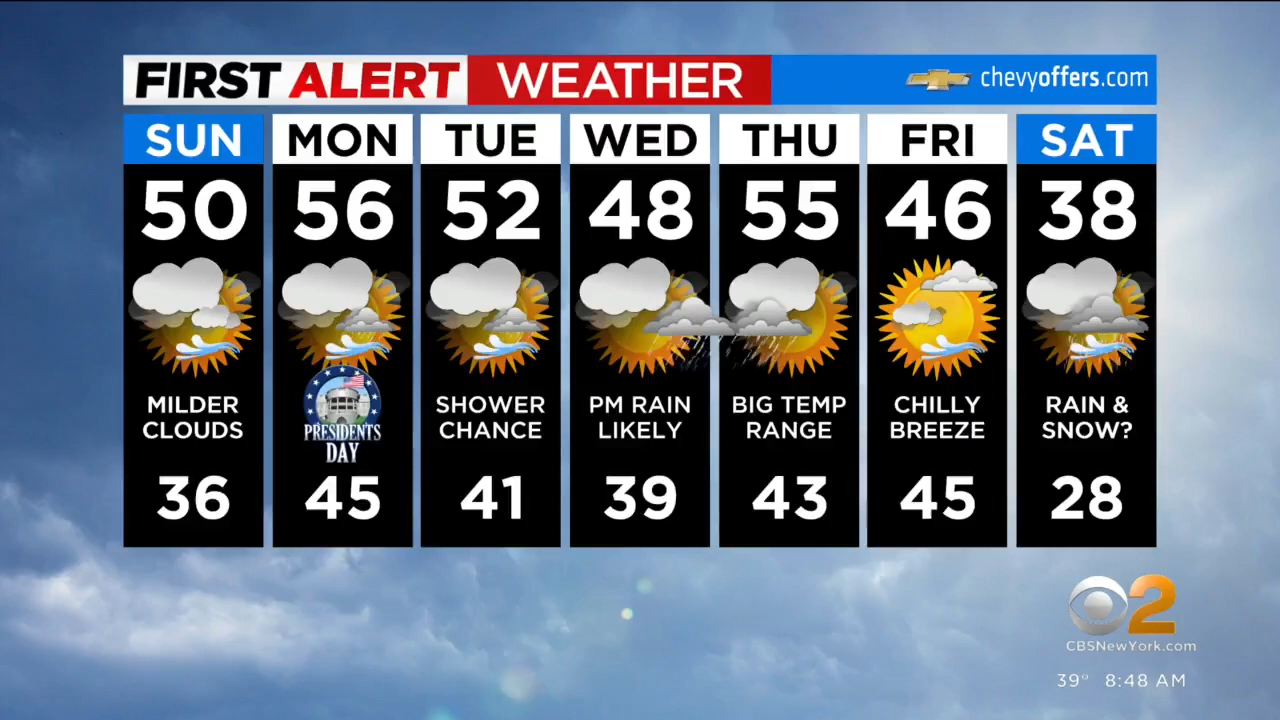 FIRST ALERT WEATHER
chevyoffers.com
SUN MON TUE WED THU FRI SAT
50 56 52 48 55 46 38
MILDER
CLOUDS
PRESIDENTS
DAY
SHOWER
CHANCE
PM RAIN
LIKELY
BIG TEMP
RANGE
CHILLY
BREEZE
RAIN &
SNOW?
36 45 41 39 43 45 28
2
CBSNewYork.com
39° 8:48 AM